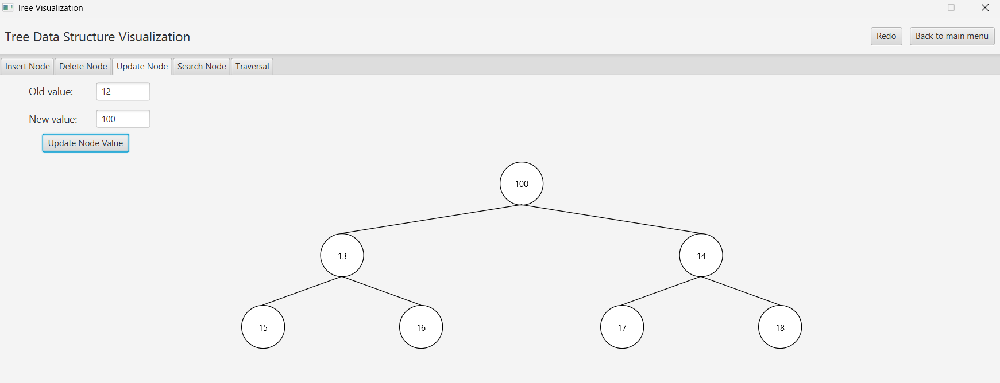 Tree Visualization
Tree Data Structure Visualization
Redo
Back to main menu
Insert Node
Delete Node
Update Node
Search Node
Traversal
Old value:
12
New value:
100
Update Node Value
100
13
14
15
16
17
18